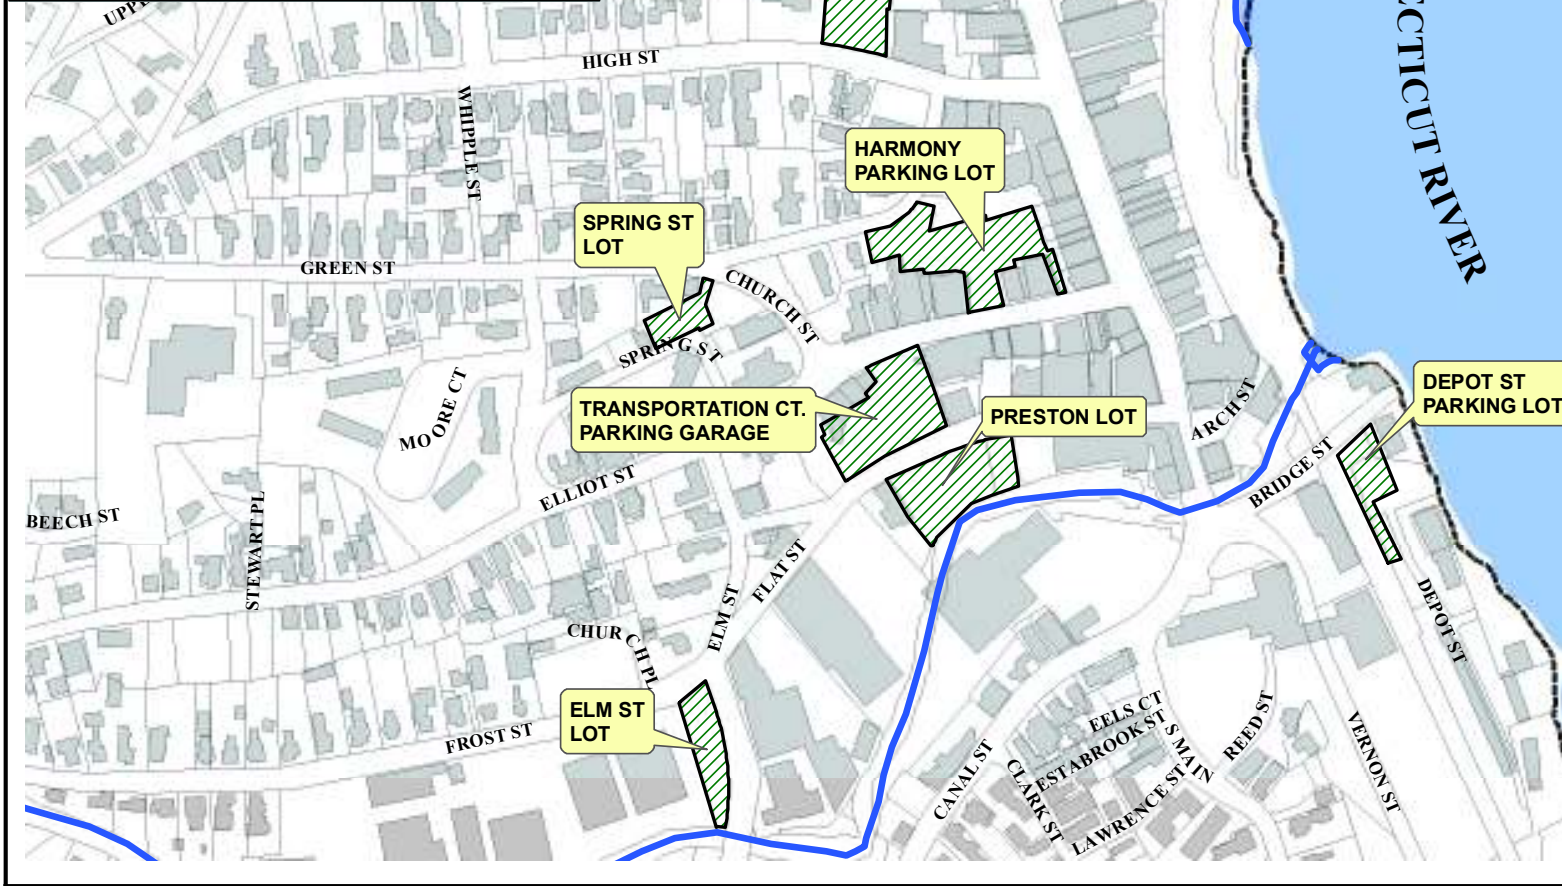 UPPE
HIGH ST
ECTICUT RIVER
WHIPPLE ST
HARMONY
PARKING LOT
SPRING ST
LOT
GREEN ST
CHURCH ST
SPRING ST
MOORE CT
TRANSPORTATION CT.
PARKING GARAGE
PRESTON LOT
ARCH ST
DEPOT ST
PARKING LOT
BRIDGE ST
ELLIOT ST
BEECH ST
STEWART PL
FLAT ST
ELM ST
CHURCH PL
DEPOT ST
ELM ST
LOT
FROST ST
EELS CT
ESTABROOK ST
S MAIN
REED ST
VERNON ST
CANAL ST
CLARK ST
LAWRENCE ST